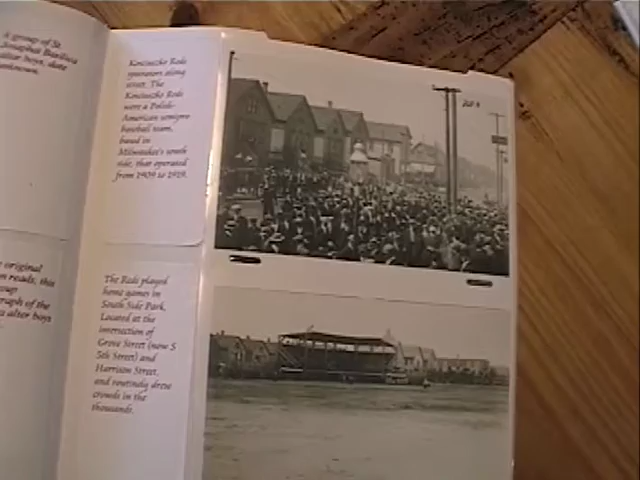 A group of St.
Josaphat Basilica
altar boys, date
unknown.
Kosciuszko Reds
spectators along
street. The
Kosciuszko Reds
were a Polish-
American semipro
baseball team,
based in
Milwaukee's south
side, that operated
from 1909 to 1919.
original
reads, this
group
graph of the
altar boys
The Reds played
home games in
South Side Park.
Located at the
intersection of
Grove Street (now S
5th Street) and
Harrison Street,
and routinely drew
crowds in the
thousands.